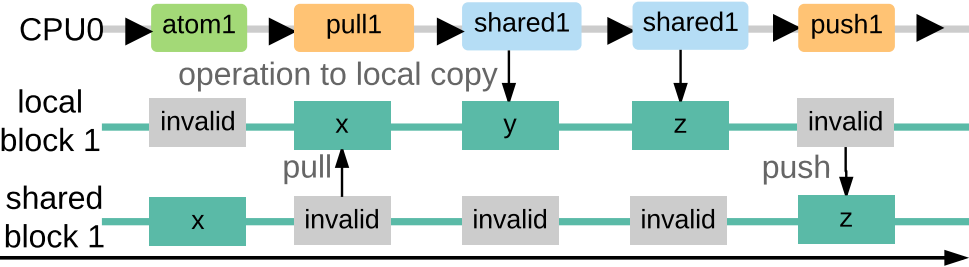 CPU0 atom1 pull1 shared1 shared1 push1
operation to local copy
local
block 1
invalid x y z invalid
pull push
shared
block 1
x invalid invalid invalid z